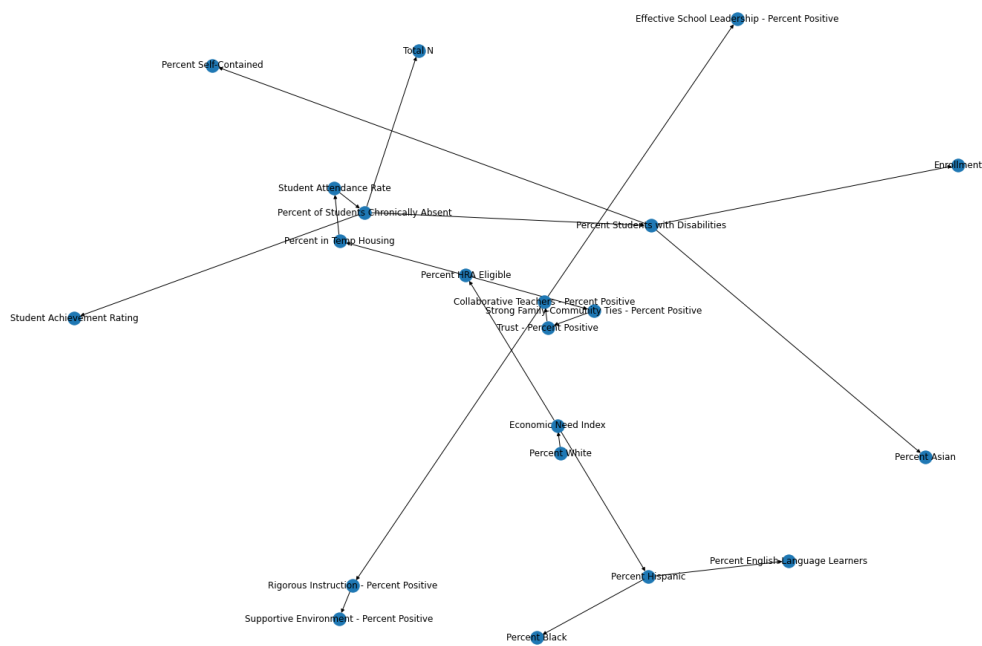 Effective School Leadership - Percent Positive
Total N
Percent Self-Contained
Enrollment
Student Attendance Rate
Percent of Students Chronically Absent
Percent Students with Disabilities
Percent in Temp Housing
Percent HRA Eligible
Collaborative Teachers - Percent Positive
Strong Family-Community Ties - Percent Positive
Student Achievement Rating
Trust - Percent Positive
Economic Need Index
Percent White
Percent Asian
Percent English Language Learners
Percent Hispanic
Rigorous Instruction - Percent Positive
Supportive Environment - Percent Positive
Percent Black